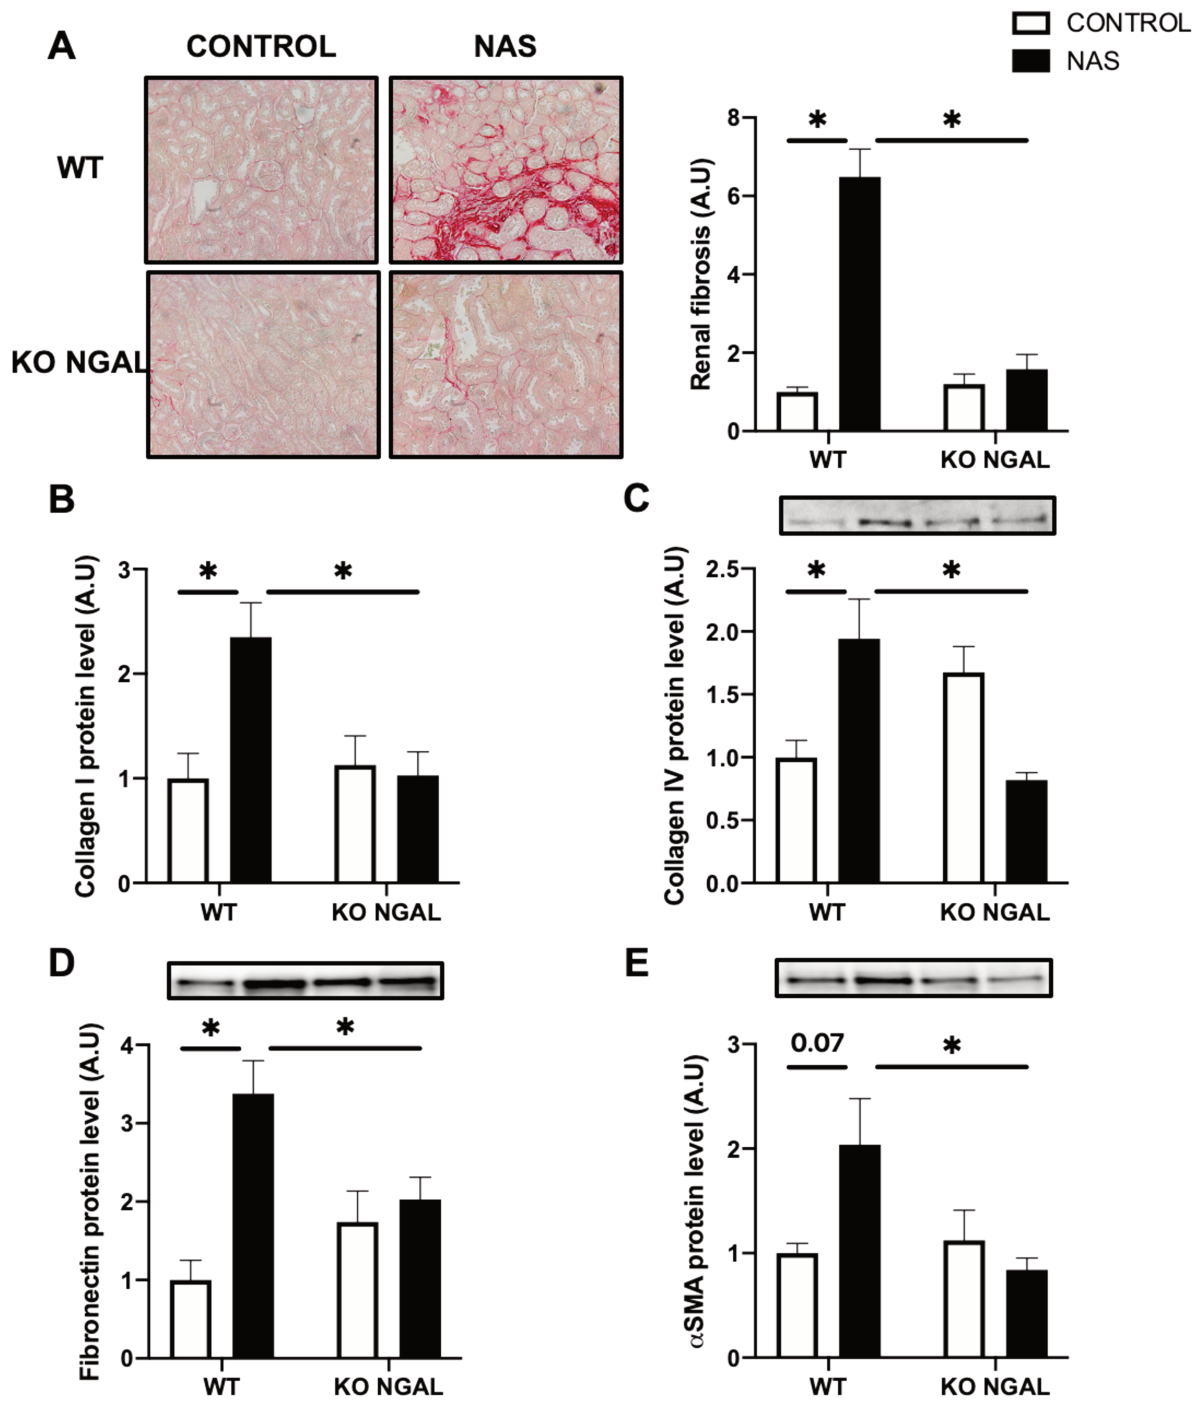 CONTROL
NAS
A
CONTROL NAS
WT
KO NGAL
Renal fibrosis (A.U)
8
6
4
2
0
* *
WT KO NGAL
B
Collagen I protein level (A.U)
3
2
1
0
* *
WT KO NGAL
C
Collagen IV protein level (A.U)
2.5
2.0
1.5
1.0
0.5
0.0
* *
WT KO NGAL
D
Fibronectin protein level (A.U)
4
3
2
1
0
* *
WT KO NGAL
E
αSMA protein level (A.U)
3
2
1
0
0.07 *
WT KO NGAL